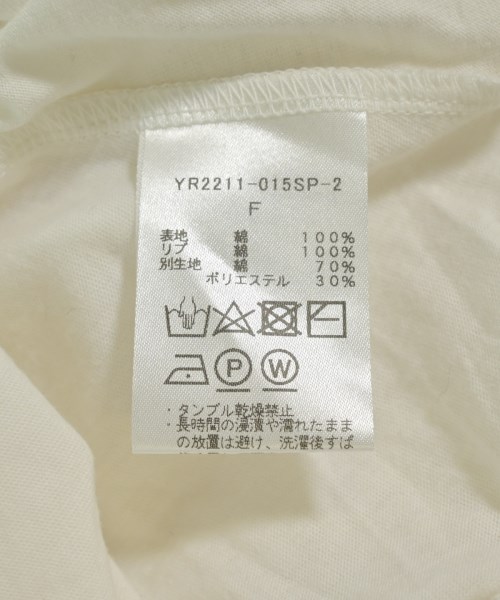 YR2211-015SP-2
F
表地 綿 100%
リブ 綿 100%
別生地 綿 70%
ポリエステル 30%
P W
・タンブル乾燥禁止
・長時間の浸漬や濡れたまま
の放置は避け、洗濯後すぱ